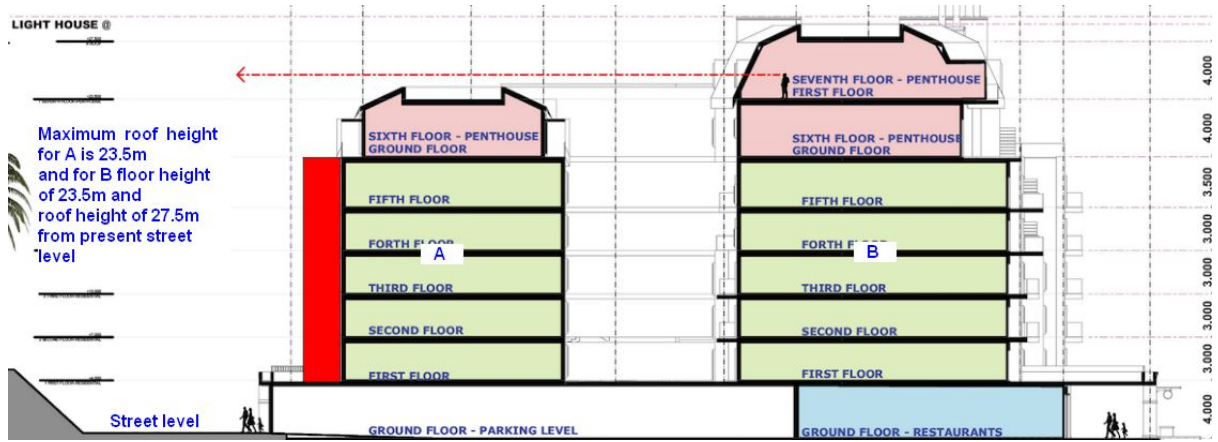 LIGHT HOUSE @
Maximum roof height
for A is 23.5m
and for B floor height
of 23.5m and
roof height of 27.5m
from present street
level
Street level
SIXTH FLOOR - PENTHOUSE
GROUND FLOOR
FIFTH FLOOR
FORTH FLOOR
A
THIRD FLOOR
SECOND FLOOR
FIRST FLOOR
GROUND FLOOR - PARKING LEVEL
SEVENTH FLOOR - PENTHOUSE
FIRST FLOOR
SIXTH FLOOR - PENTHOUSE
GROUND FLOOR
FIFTH FLOOR
FORTH FLOOR
B
THIRD FLOOR
SECOND FLOOR
FIRST FLOOR
GROUND FLOOR - RESTAURANTS
4.000
4.000
3.500
3.000
3.000
3.000
3.000
4.000